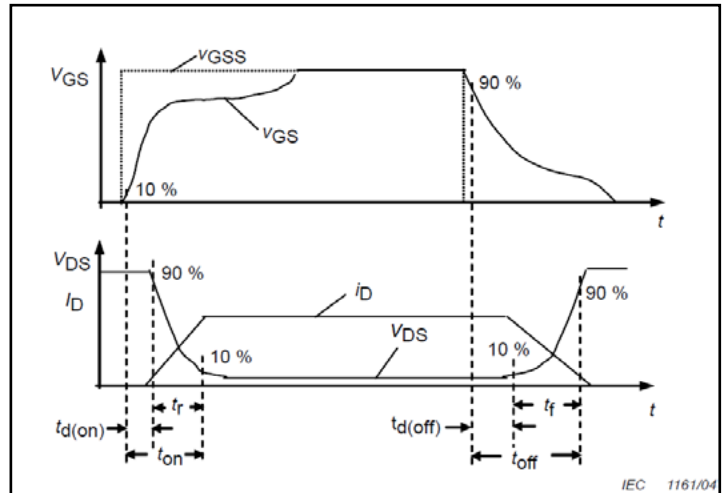 VGSS
VGS
90 %
vGS
10 %
t
VDS
90 %
iD
ID
90 %
VDS
10 %
10 %
tr
tf
t
td(on)
td(off)
ton
toff
IEC 1161/04